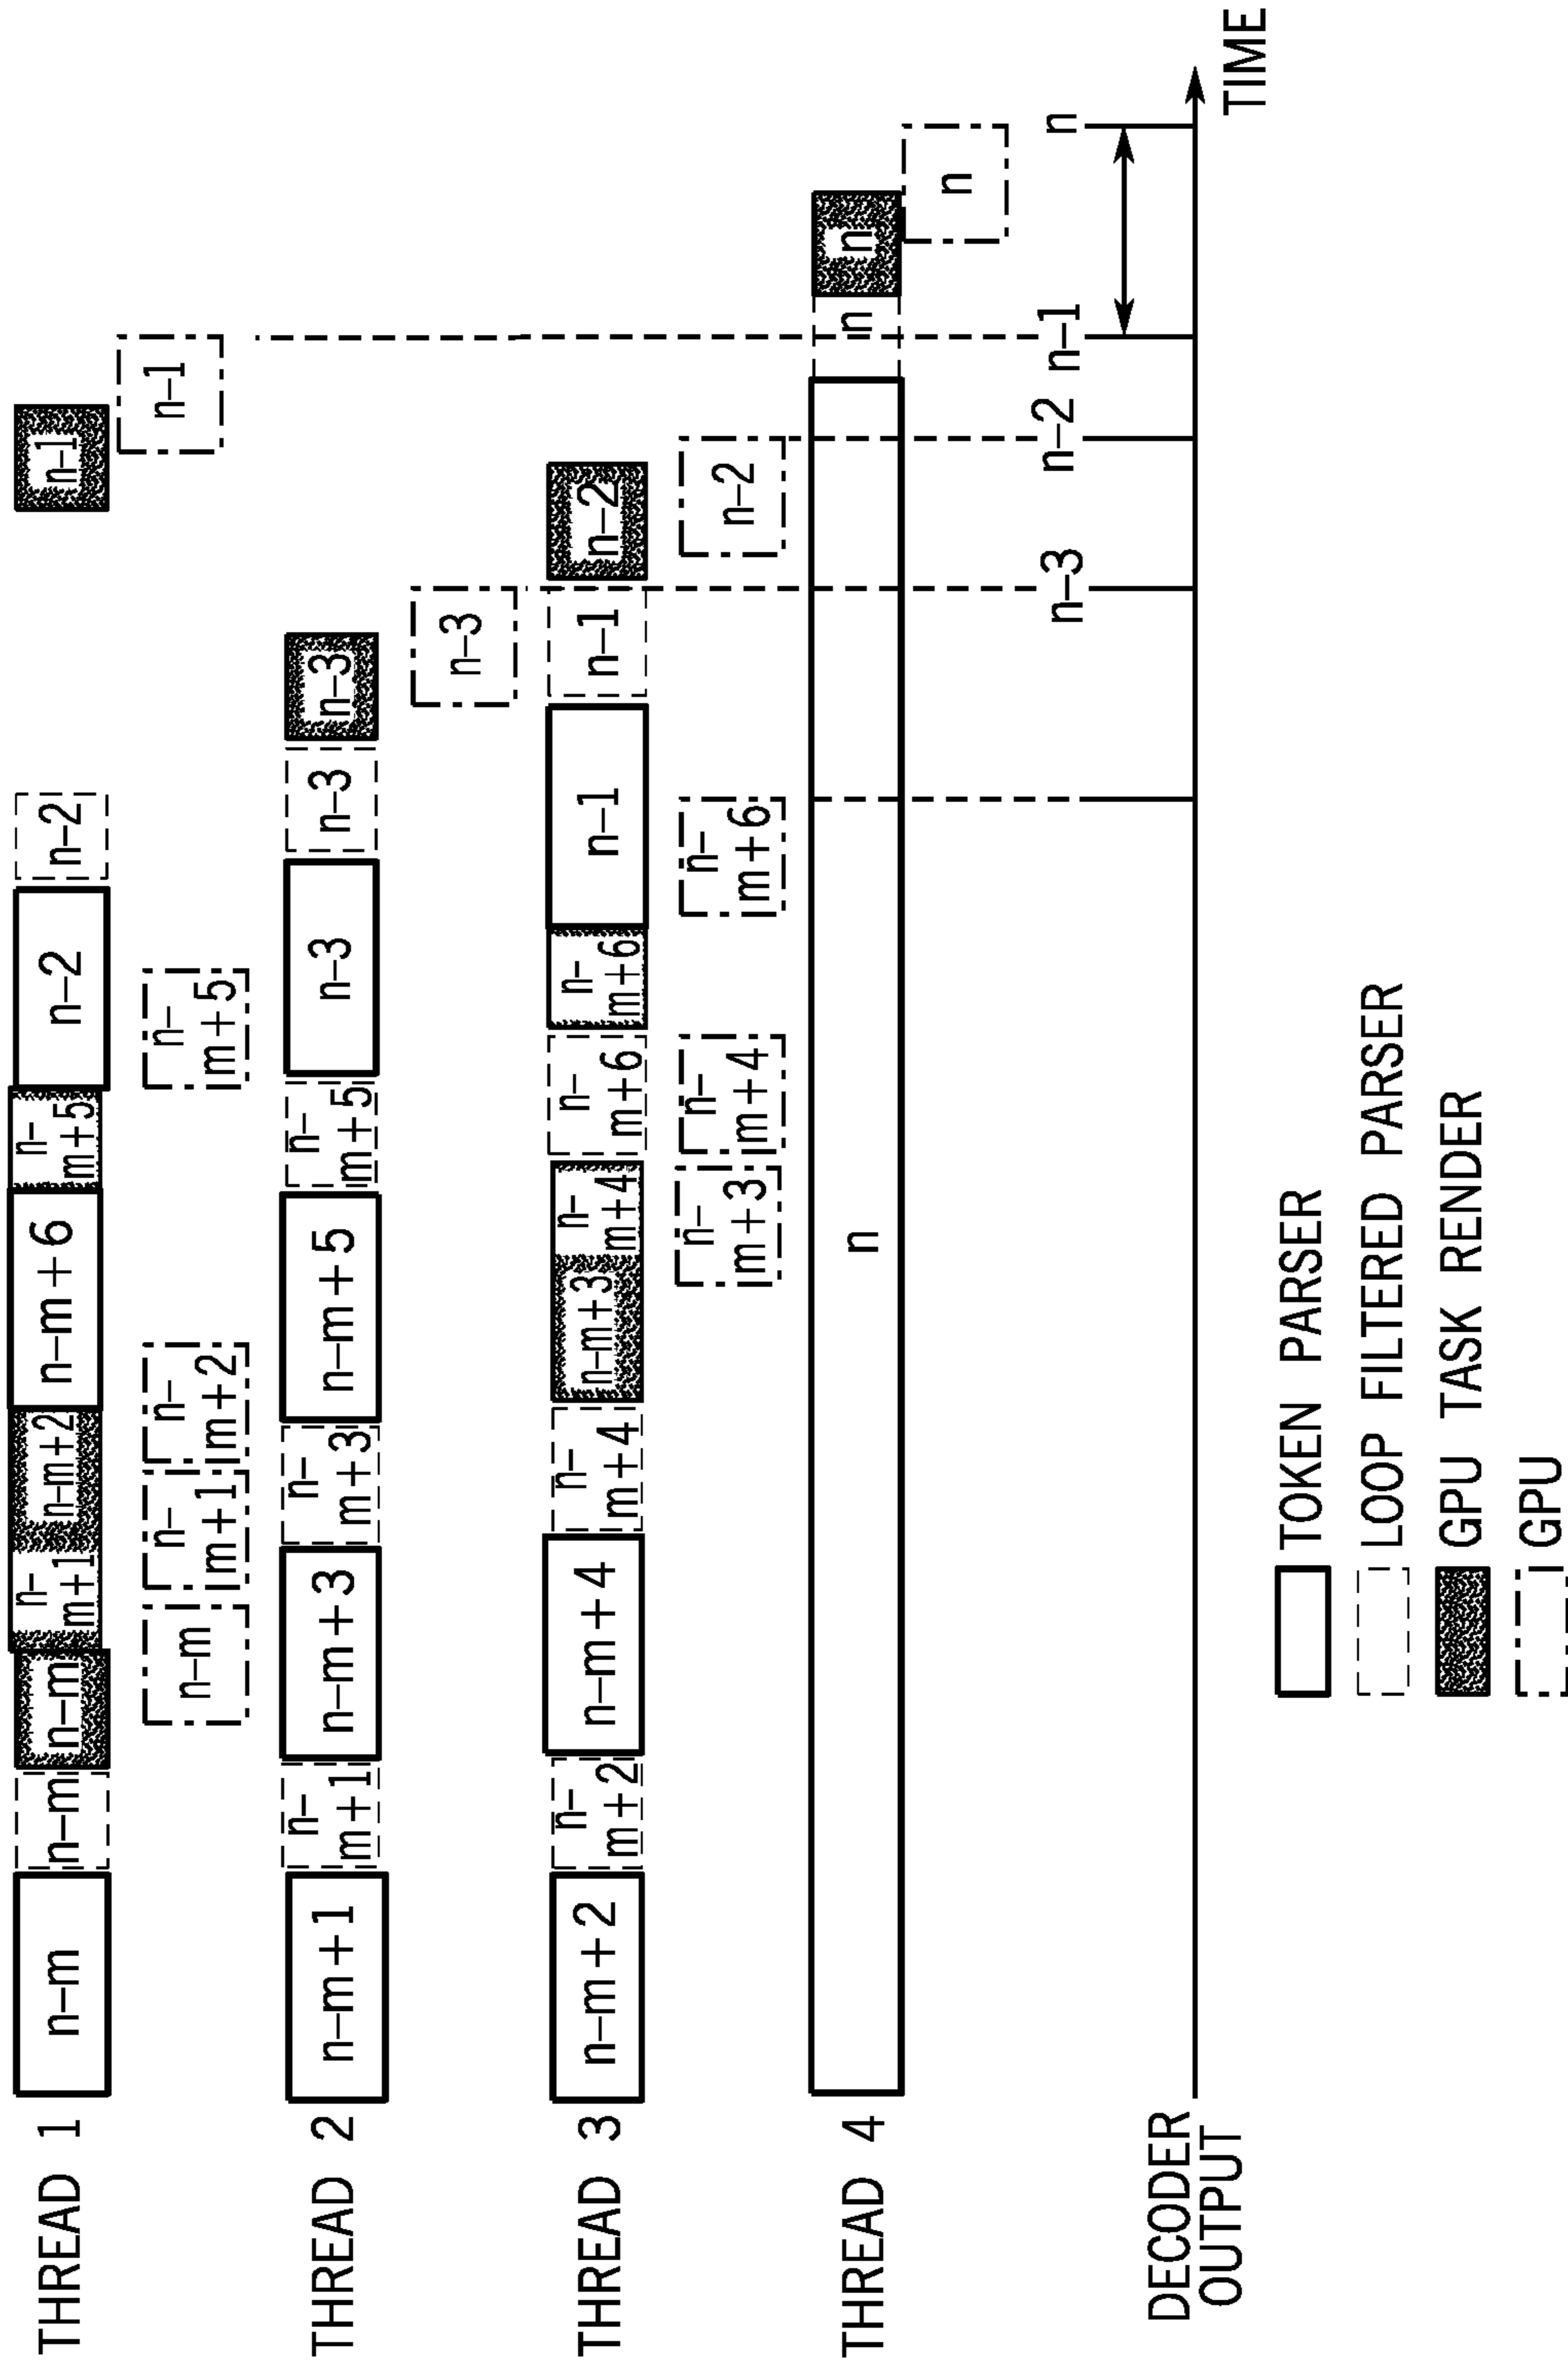 THREAD 1
n-m
n-m
n-m
n-
m+1
n-m+2
n-m+6
n-
m+5
n-2
n-2
n-1
n-m
n-
m+1
n-
m+2
n-
m+5
n-1
THREAD 2
n-m+1
n-
m+1
n-m+3
n-
m+3
n-m+5
n-
m+5
n-3
n-3
n-3
n-3
THREAD 3
n-m+2
n-
m+2
n-m+4
n-
m+4
n-m+3
n-
m+4
n-
m+6
n-
m+6
n-1
n-1
n-2
n-
m+3
n-
m+4
n-
m+6
n-2
THREAD 4
n
n
n
n
n-3
n-2
n-1
n
DECODER
OUTPUT
TIME
TOKEN PARSER
LOOP FILTERED PARSER
GPU TASK RENDER
GPU